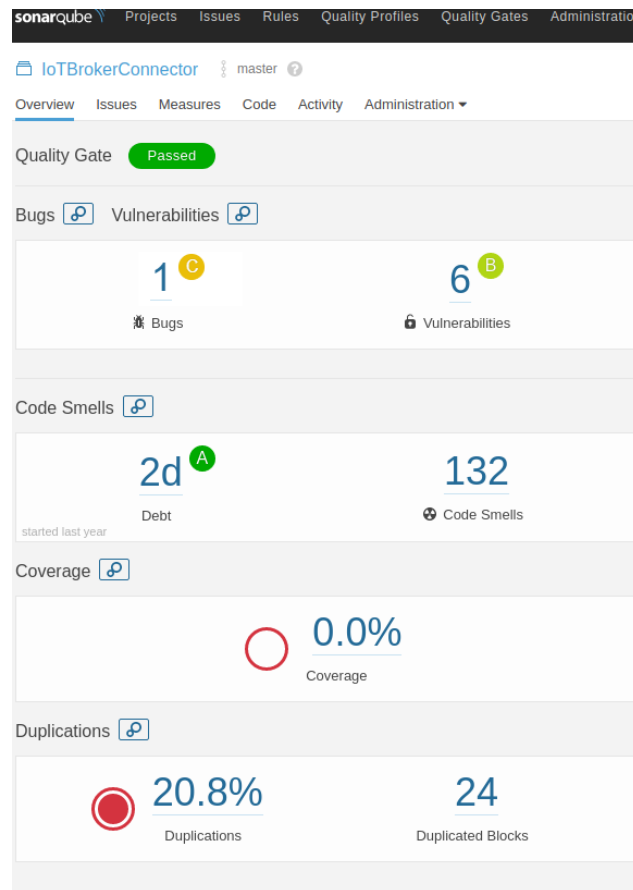 sonarqube Projects Issues Rules Quality Profiles Quality Gates Administratio
IoTBrokerConnector master ?
Overview Issues Measures Code Activity Administration
Quality Gate Passed
Bugs Vulnerabilities
1 C 6 B
Bugs Vulnerabilities
Code Smells
2d A 132
Debt Code Smells
started last year
Coverage
0.0%
Coverage
Duplications
20.8% 24
Duplications Duplicated Blocks